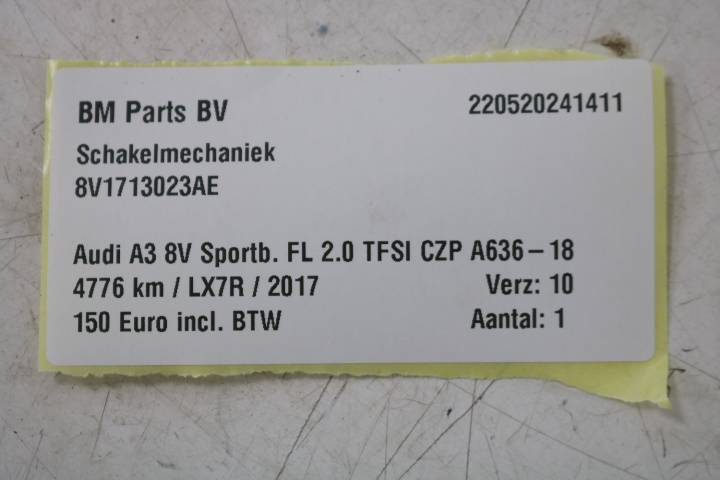 BM Parts BV 220520241411
Schakelmechaniek
8V1713023AE
Audi A3 8V Sportb. FL 2.0 TFSI CZP A636-18
4776 km / LX7R / 2017 Verz: 10
150 Euro incl. BTW Aantal: 1